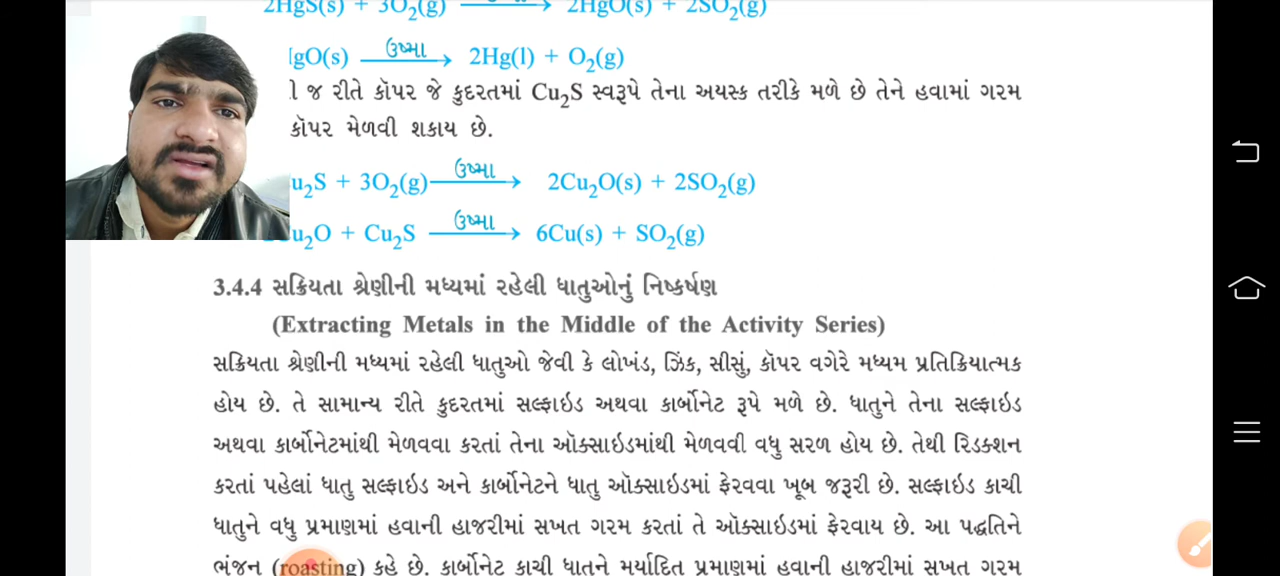 2HgS(s) + 3O₂(g) ⟶ 2HgO(s) + 2SO₂(g)
HgO(s) —ઉષ્મા→ 2Hg(l) + O₂(g)
જ રીતે કૉપર જે કુદરતમાં Cu₂S સ્વરૂપે તેના અયસ્ક તરીકે મળે છે તેને હવામાં ગરમ
કૉપર મેળવી શકાય છે.
u₂S + 3O₂(g) —ઉષ્મા→ 2Cu₂O(s) + 2SO₂(g)
u₂O + Cu₂S —ઉષ્મા→ 6Cu(s) + SO₂(g)
3.4.4 સક્રિયતા શ્રેણીની મધ્યમાં રહેલી ધાતુઓનું નિષ્કર્ષણ
(Extracting Metals in the Middle of the Activity Series)
સક્રિયતા શ્રેણીની મધ્યમાં રહેલી ધાતુઓ જેવી કે લોખંડ, ઝિંક, સીસું, કૉપર વગેરે મધ્યમ પ્રતિક્રિયાત્મક
હોય છે. તે સામાન્ય રીતે કુદરતમાં સલ્ફાઇડ અથવા કાર્બોનેટ રૂપે મળે છે. ધાતુને તેના સલ્ફાઇડ
અથવા કાર્બોનેટમાંથી મેળવવા કરતાં તેના ઑક્સાઇડમાંથી મેળવવી વધુ સરળ હોય છે. તેથી રિડક્શન
કરતાં પહેલાં ધાતુ સલ્ફાઇડ અને કાર્બોનેટને ધાતુ ઑક્સાઇડમાં ફેરવવા ખૂબ જરૂરી છે. સલ્ફાઇડ કાચી
ધાતુને વધુ પ્રમાણમાં હવાની હાજરીમાં સખત ગરમ કરતાં તે ઑક્સાઇડમાં ફેરવાય છે. આ પદ્ધતિને
ભંજન (roasting) કહે છે. કાર્બોનેટ કાચી ધાતુને મર્યાદિત પ્રમાણમાં હવાની હાજરીમાં સખત ગરમ